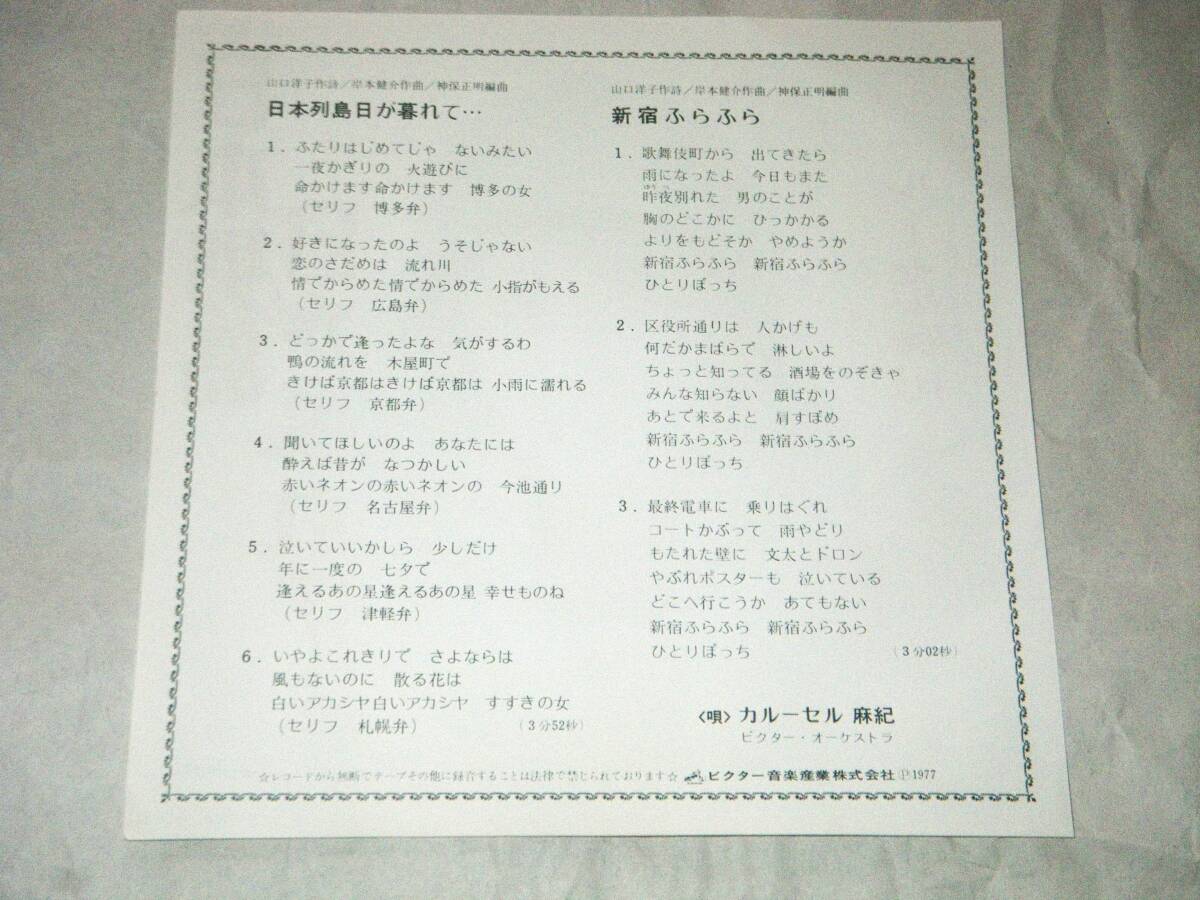 山口洋子作詩／岸本健介作曲／神保正明編曲
日本列島日が暮れて…
1．ふたりはじめてじゃ　ないみたい
一夜かぎりの　火遊びに
命かけます命かけます　博多の女
（セリフ　博多弁）
2．好きになったのよ　うそじゃない
恋のさだめは　流れ川
情でからめた情でからめた 小指がもえる
（セリフ　広島弁）
3．どっかで逢ったよな　気がするわ
鴨の流れを　木屋町で
きけば京都はきけば京都は 小雨に濡れる
（セリフ　京都弁）
4．聞いてほしいのよ　あなたには
酔えば昔が　なつかしい
赤いネオンの赤いネオンの　今池通り
（セリフ　名古屋弁）
5．泣いていいかしら　少しだけ
年に一度の　七夕で
逢えるあの星逢えるあの星 幸せものね
（セリフ　津軽弁）
6．いやよこれきりで　さよならは
風もないのに　散る花は
白いアカシヤ白いアカシヤ　すすきの女
（セリフ　札幌弁）　（3分52秒）
山口洋子作詩／岸本健介作曲／神保正明編曲
新宿ふらふら
1．歌舞伎町から　出てきたら
雨になったよ　今日もまた
昨夜別れた　男のことが
胸のどこかに　ひっかかる
よりをもどそか　やめようか
新宿ふらふら　新宿ふらふら
ひとりぽっち
2．区役所通りは　人かげも
何だかまばらで　淋しいよ
ちょっと知ってる　酒場をのぞきゃ
みんな知らない　顔ばかり
あとで来るよと　肩すぼめ
新宿ふらふら　新宿ふらふら
ひとりぽっち
3．最終電車に　乗りはぐれ
コートかぶって　雨やどり
もたれた壁に　文太とドロン
やぶれポスターも　泣いている
どこへ行こうか　あてもない
新宿ふらふら　新宿ふらふら
ひとりぽっち　（3分02秒）
〈唄〉カルーセル 麻紀
ビクター・オーケストラ
☆レコードから無断でテープその他に録音することは法律で禁じられております☆ ビクター音楽産業株式会社 Ⓟ1977